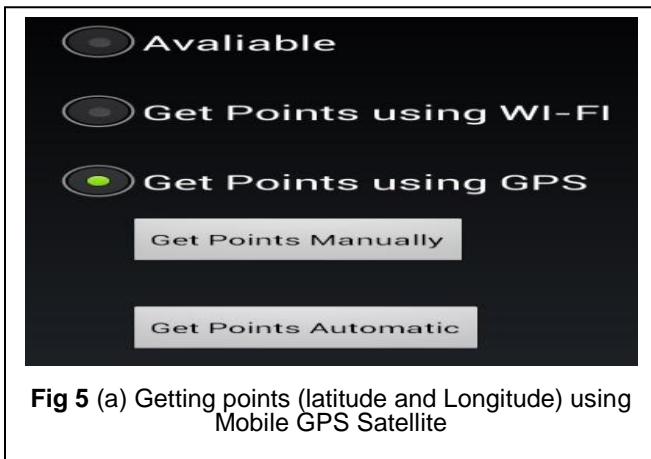 Avaliable
Get Points using WI-FI
Get Points using GPS
Get Points Manually
Get Points Automatic
Fig 5 (a) Getting points (latitude and Longitude) using
Mobile GPS Satellite